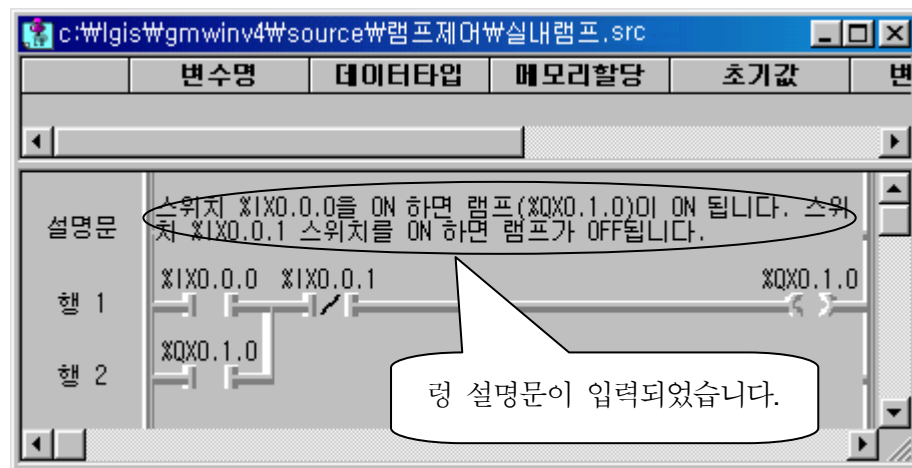 c:₩lgis₩gmwinv4₩source₩램프제어₩실내램프.src
변수명 데이터타입 메모리할당 초기값 변
설명문 스위치 %IX0.0.0을 ON 하면 램프(%QX0.1.0)이 ON 됩니다. 스위
치 %IX0.0.1 스위치를 ON 하면 램프가 OFF됩니다.
%IX0.0.0 %IX0.0.1 %QX0.1.0
행 1
%QX0.1.0
행 2
렁 설명문이 입력되었습니다.